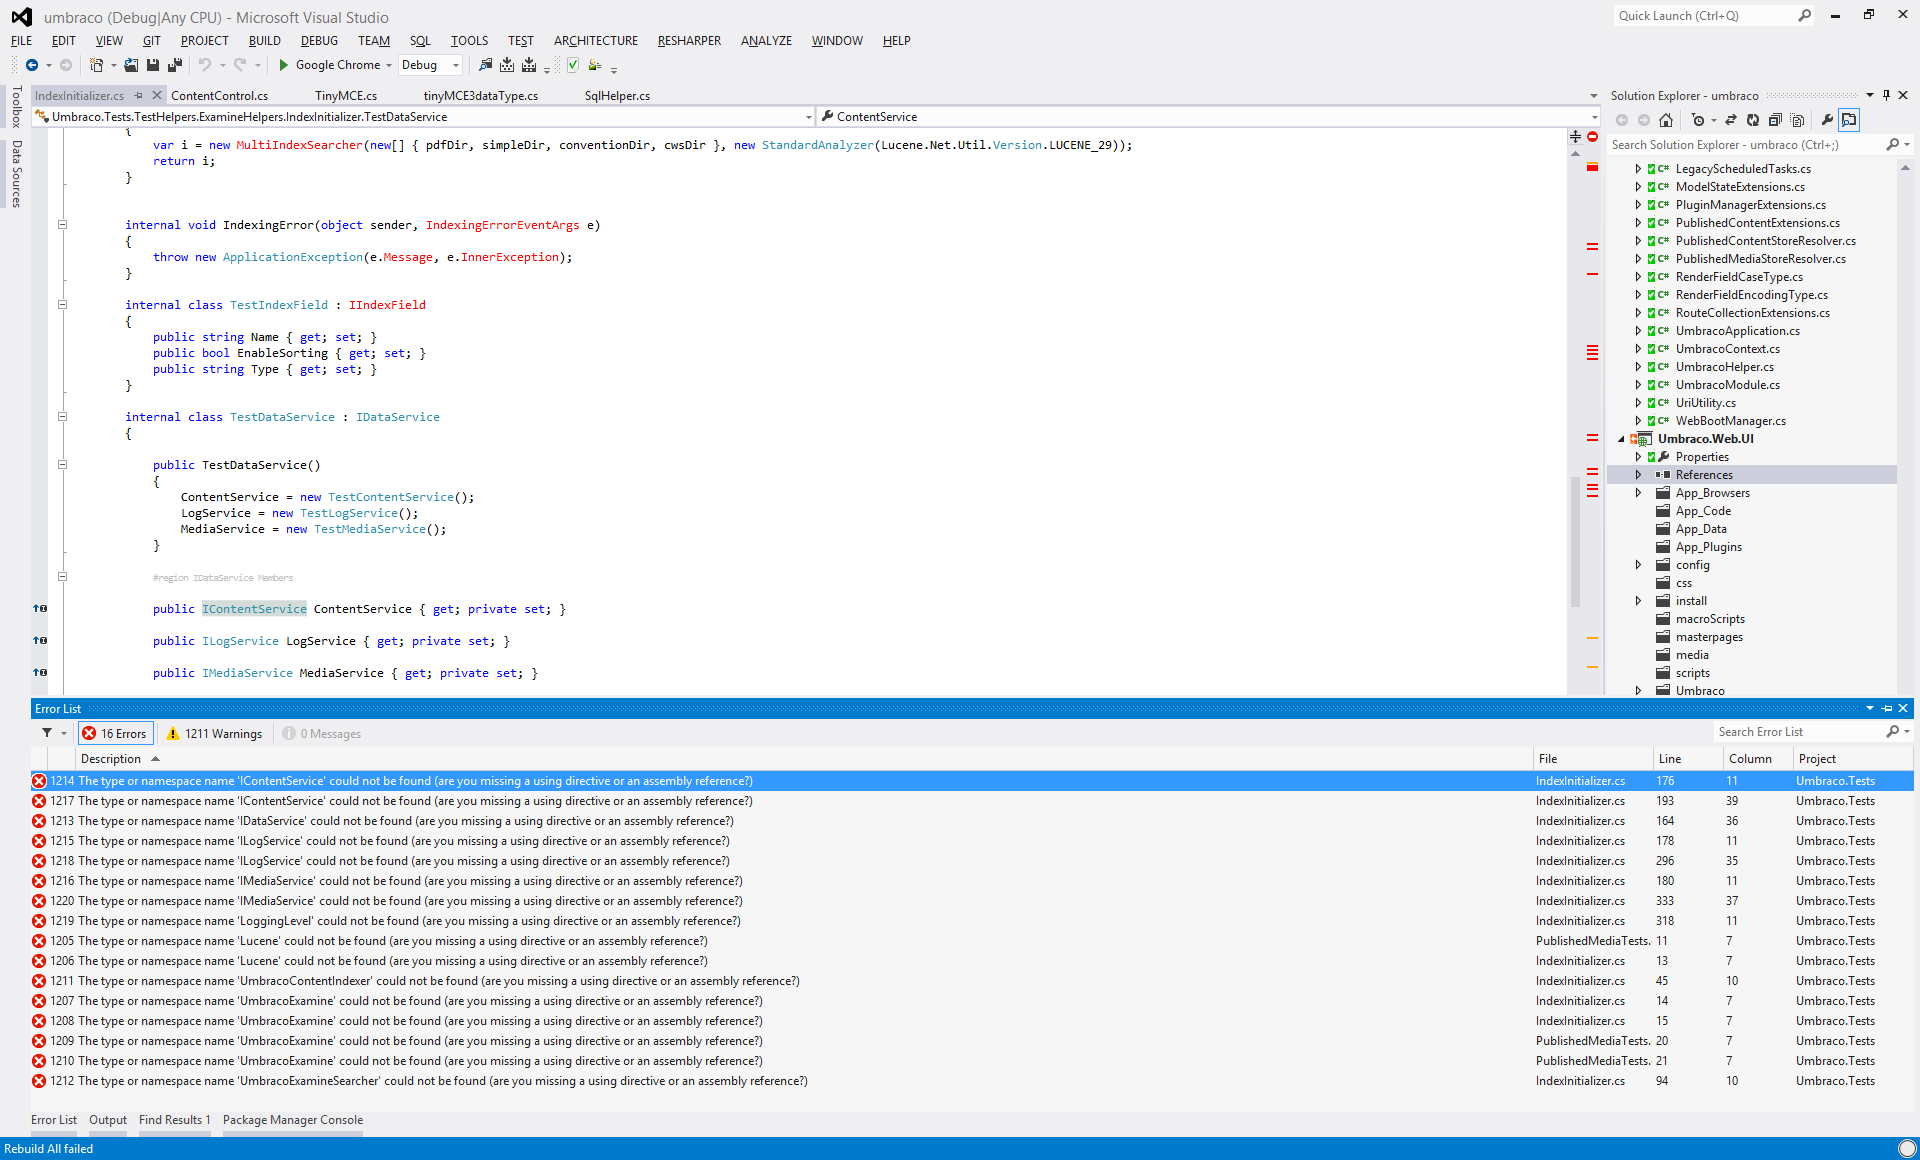 umbraco (Debug|Any CPU) - Microsoft Visual Studio
Quick Launch (Ctrl+Q)
FILE EDIT VIEW GIT PROJECT BUILD DEBUG TEAM SQL TOOLS TEST ARCHITECTURE RESHARPER ANALYZE WINDOW HELP
Google Chrome Debug
Toolbox
Data Sources
IndexInitializer.cs ContentControl.cs TinyMCE.cs tinyMCE3dataType.cs SqlHelper.cs
Umbraco.Tests.TestHelpers.ExamineHelpers.IndexInitializer.TestDataService ContentService
{
var i = new MultiIndexSearcher(new[] { pdfDir, simpleDir, conventionDir, cwsDir }, new StandardAnalyzer(Lucene.Net.Util.Version.LUCENE_29));
return i;
}
internal void IndexingError(object sender, IndexingErrorEventArgs e)
{
throw new ApplicationException(e.Message, e.InnerException);
}
internal class TestIndexField : IIndexField
{
public string Name { get; set; }
public bool EnableSorting { get; set; }
public string Type { get; set; }
}
internal class TestDataService : IDataService
{
public TestDataService()
{
ContentService = new TestContentService();
LogService = new TestLogService();
MediaService = new TestMediaService();
}
#region IDataService Members
public IContentService ContentService { get; private set; }
public ILogService LogService { get; private set; }
public IMediaService MediaService { get; private set; }
Solution Explorer - umbraco
Search Solution Explorer - umbraco (Ctrl+;)
C# LegacyScheduledTasks.cs
C# ModelStateExtensions.cs
C# PluginManagerExtensions.cs
C# PublishedContentExtensions.cs
C# PublishedContentStoreResolver.cs
C# PublishedMediaStoreResolver.cs
C# RenderFieldCaseType.cs
C# RenderFieldEncodingType.cs
C# RouteCollectionExtensions.cs
C# UmbracoApplication.cs
C# UmbracoContext.cs
C# UmbracoHelper.cs
C# UmbracoModule.cs
C# UriUtility.cs
C# WebBootManager.cs
Umbraco.Web.UI
Properties
References
App_Browsers
App_Code
App_Data
App_Plugins
config
css
install
macroScripts
masterpages
media
scripts
Umbraco
Error List
16 Errors 1211 Warnings 0 Messages
Search Error List
Description File Line Column Project
1214 The type or namespace name 'IContentService' could not be found (are you missing a using directive or an assembly reference?) IndexInitializer.cs 176 11 Umbraco.Tests
1217 The type or namespace name 'IContentService' could not be found (are you missing a using directive or an assembly reference?) IndexInitializer.cs 193 39 Umbraco.Tests
1213 The type or namespace name 'IDataService' could not be found (are you missing a using directive or an assembly reference?) IndexInitializer.cs 164 36 Umbraco.Tests
1215 The type or namespace name 'ILogService' could not be found (are you missing a using directive or an assembly reference?) IndexInitializer.cs 178 11 Umbraco.Tests
1218 The type or namespace name 'ILogService' could not be found (are you missing a using directive or an assembly reference?) IndexInitializer.cs 296 35 Umbraco.Tests
1216 The type or namespace name 'IMediaService' could not be found (are you missing a using directive or an assembly reference?) IndexInitializer.cs 180 11 Umbraco.Tests
1220 The type or namespace name 'IMediaService' could not be found (are you missing a using directive or an assembly reference?) IndexInitializer.cs 333 37 Umbraco.Tests
1219 The type or namespace name 'LoggingLevel' could not be found (are you missing a using directive or an assembly reference?) IndexInitializer.cs 318 11 Umbraco.Tests
1205 The type or namespace name 'Lucene' could not be found (are you missing a using directive or an assembly reference?) PublishedMediaTests. 11 7 Umbraco.Tests
1206 The type or namespace name 'Lucene' could not be found (are you missing a using directive or an assembly reference?) IndexInitializer.cs 13 7 Umbraco.Tests
1211 The type or namespace name 'UmbracoContentIndexer' could not be found (are you missing a using directive or an assembly reference?) IndexInitializer.cs 45 10 Umbraco.Tests
1207 The type or namespace name 'UmbracoExamine' could not be found (are you missing a using directive or an assembly reference?) IndexInitializer.cs 14 7 Umbraco.Tests
1208 The type or namespace name 'UmbracoExamine' could not be found (are you missing a using directive or an assembly reference?) IndexInitializer.cs 15 7 Umbraco.Tests
1209 The type or namespace name 'UmbracoExamine' could not be found (are you missing a using directive or an assembly reference?) PublishedMediaTests. 20 7 Umbraco.Tests
1210 The type or namespace name 'UmbracoExamine' could not be found (are you missing a using directive or an assembly reference?) PublishedMediaTests. 21 7 Umbraco.Tests
1212 The type or namespace name 'UmbracoExamineSearcher' could not be found (are you missing a using directive or an assembly reference?) IndexInitializer.cs 94 10 Umbraco.Tests
Error List Output Find Results 1 Package Manager Console
Rebuild All failed